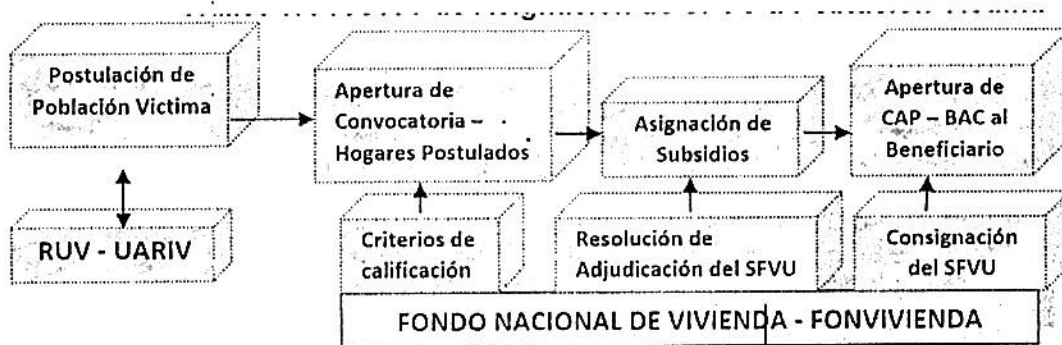 Postulación de
Población Víctima
Apertura de
Convocatoria –
Hogares Postulados
Asignación de
Subsidios
Apertura de
CAP – BAC al
Beneficiario
RUV - UARIV
Criterios de
calificación
Resolución de
Adjudicación del SFVU
Consignación
del SFVU
FONDO NACIONAL DE VIVIENDA - FONVIVIENDA